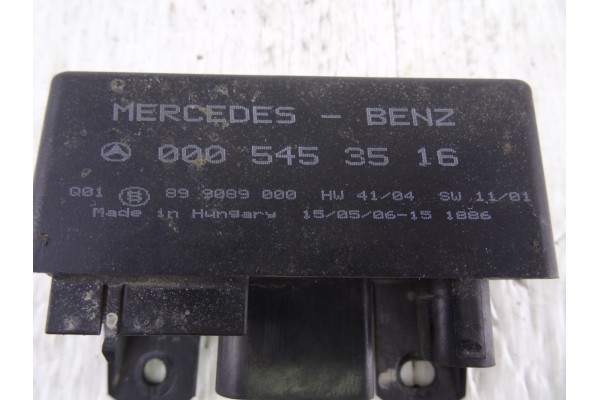 MERCEDES - BENZ
000 545 35 16
Q01 89 9089 000 HW 41/04 SW 11/01
Made in Hungary 15/05/06-15 1886